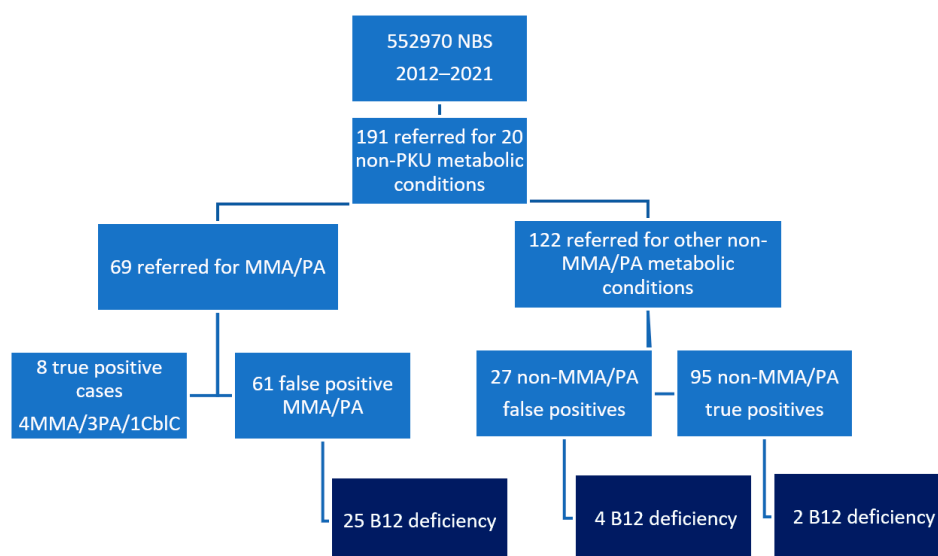 552970 NBS
2012–2021
191 referred for 20
non-PKU metabolic
conditions
69 referred for MMA/PA
122 referred for other non-
MMA/PA metabolic
conditions
8 true positive
cases
4MMA/3PA/1CblC
61 false positive
MMA/PA
27 non-MMA/PA
false positives
95 non-MMA/PA
true positives
25 B12 deficiency
4 B12 deficiency
2 B12 deficiency